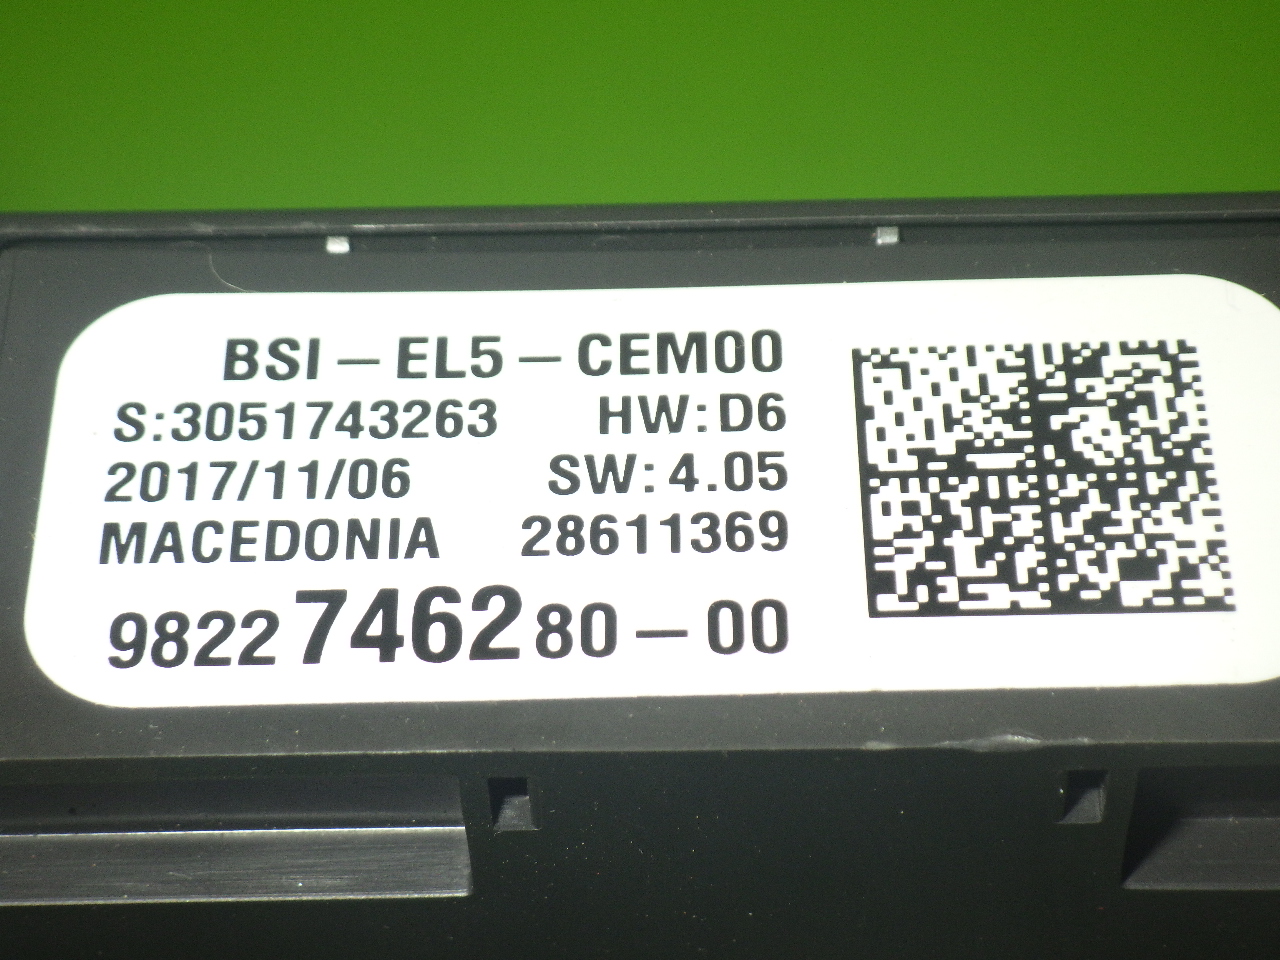 BSI-EL5-CEM00
S:3051743263 HW:D6
2017/11/06 SW:4.05
MACEDONIA 28611369
9822746280-00